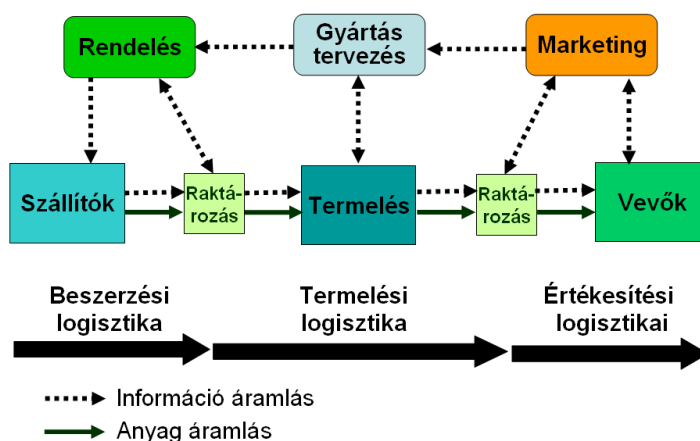 Rendelés
Gyártás
tervezés
Marketing
Szállítók
Raktá-
rozás
Termelés
Raktá-
rozás
Vevők
Beszerzési
logisztika
Termelési
logisztika
Értékesítési
logisztikai
Információ áramlás
Anyag áramlás